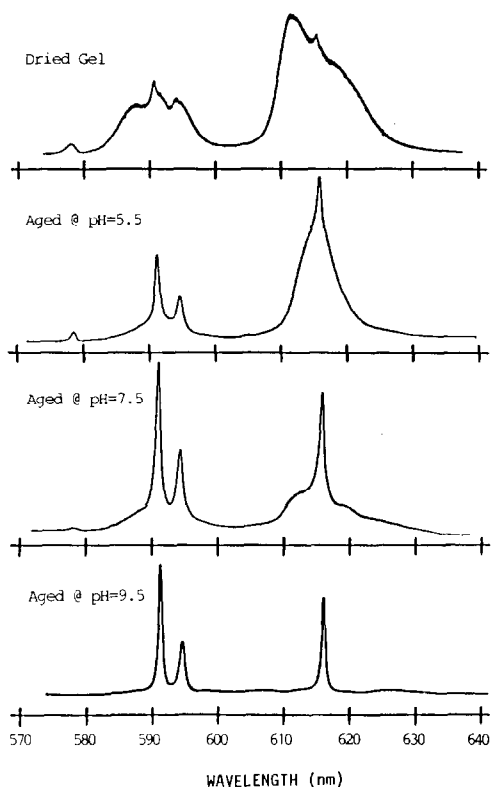 Dried Gel
Aged @ pH=5.5
Aged @ pH=7.5
Aged @ pH=9.5
570 580 590 600 610 620 630 640
WAVELENGTH (nm)